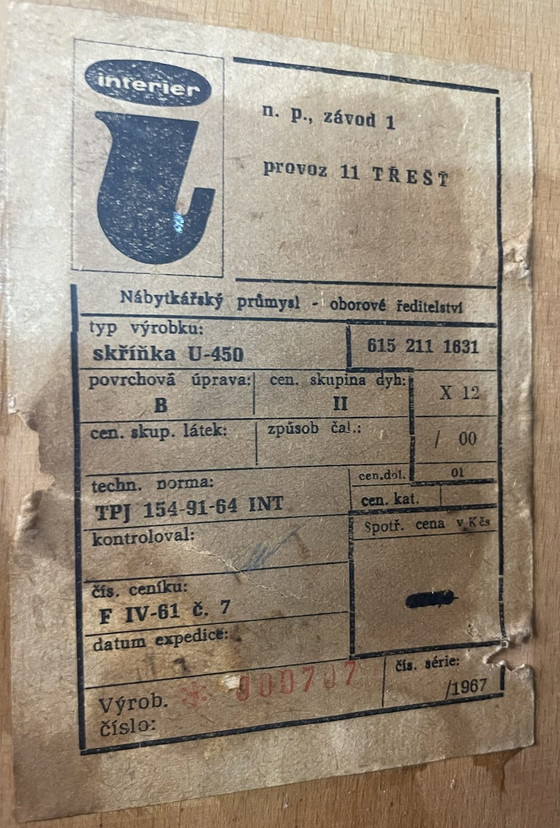 interier
n. p., závod 1
provoz 11 TŘEŠŤ
Nábytkářský průmysl - oborové ředitelství
typ výrobku:
skříňka U-450
615 211 1631
povrchová úprava:
B
cen. skupina dyh:
II
X 12
cen. skup. látek:
způsob čal.:
/ 00
techn. norma:
TPJ 154-91-64 INT
cen.dol.
01
cen. kat.
kontroloval:
Spotř. cena v Kčs
čís. ceníku:
F IV-61 č. 7
datum expedice:
Výrob.
číslo:
000707
čís. série:
/1967